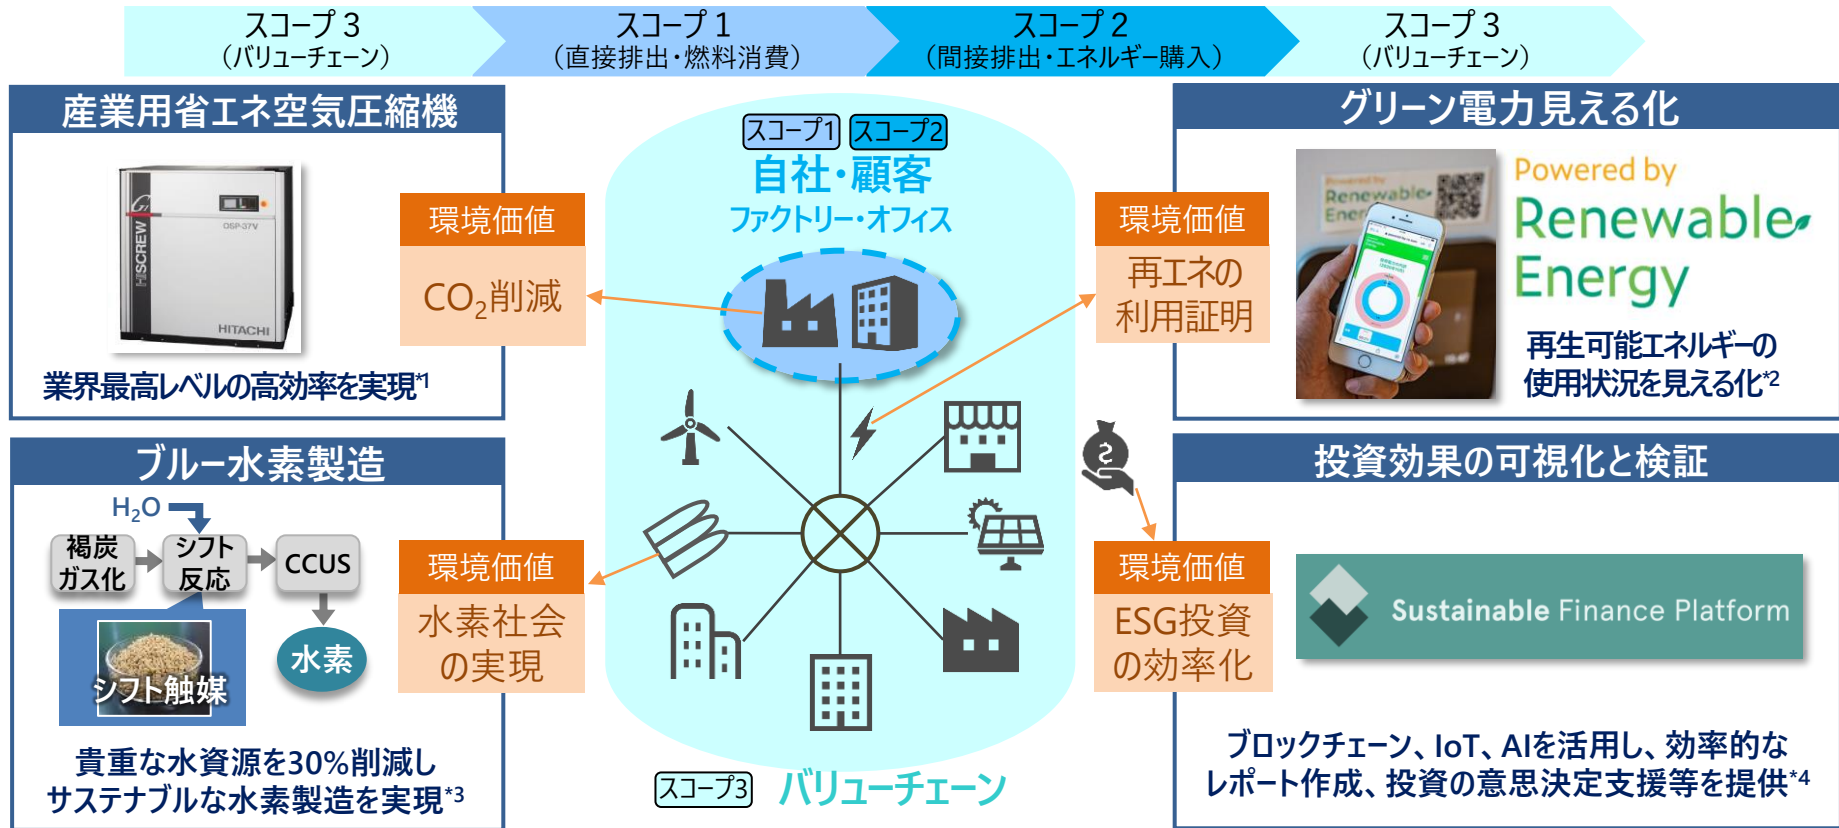 スコープ 3
（バリューチェーン）
スコープ 1
（直接排出・燃料消費）
スコープ 2
（間接排出・エネルギー購入）
スコープ 3
（バリューチェーン）
産業用省エネ空気圧縮機
HISCREW
OSP-37V
HITACHI
業界最高レベルの高効率を実現*1
環境価値
CO2削減
スコープ1
スコープ2
自社・顧客
ファクトリー・オフィス
環境価値
再エネの
利用証明
グリーン電力見える化
Renewable
Powered by
Renewable
Energy
再生可能エネルギーの
使用状況を見える化*2
ブルー水素製造
H2O
褐炭
ガス化
シフト
反応
CCUS
水素
シフト触媒
貴重な水資源を30%削減し
サステナブルな水素製造を実現*3
環境価値
水素社会
の実現
スコープ3
バリューチェーン
環境価値
ESG投資
の効率化
投資効果の可視化と検証
Sustainable Finance Platform
ブロックチェーン、IoT、AIを活用し、効率的な
レポート作成、投資の意思決定支援等を提供*4